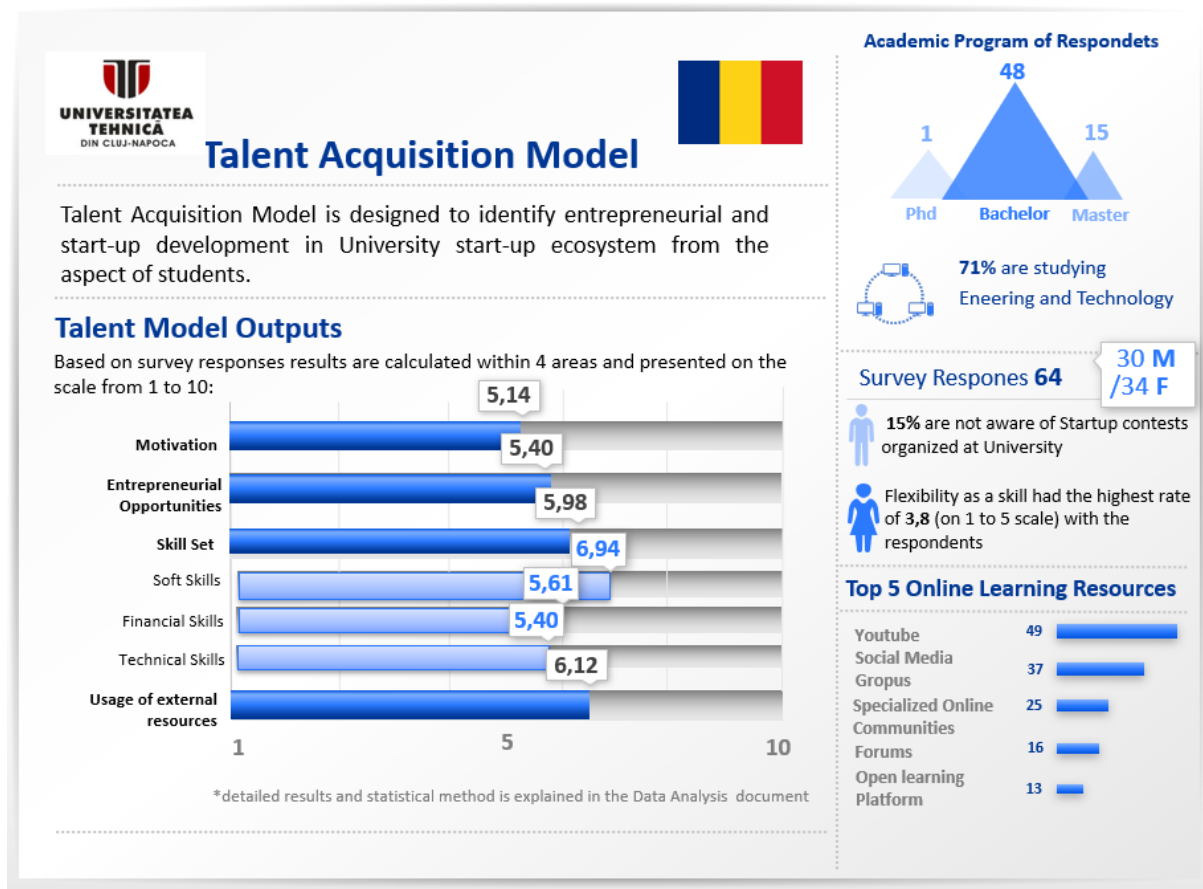 UNIVERSITATEA
TEHNICĂ
DIN CLUJ-NAPOCA
Talent Acquisition Model
Talent Acquisition Model is designed to identify entrepreneurial and
start-up development in University start-up ecosystem from the
aspect of students.
Talent Model Outputs
Based on survey responses results are calculated within 4 areas and presented on the
scale from 1 to 10:
5,14
Motivation
5,40
Entrepreneurial
Opportunities
5,98
Skill Set
6,94
Soft Skills
5,61
Financial Skills
5,40
Technical Skills
6,12
Usage of external
resources
1
5
10
*detailed results and statistical method is explained in the Data Analysis document
Academic Program of Respondets
48
1
15
Phd
Bachelor
Master
71% are studying
Eneering and Technology
Survey Respones 64
30 M
/34 F
15% are not aware of Startup contests
organized at University
Flexibility as a skill had the highest rate
of 3,8 (on 1 to 5 scale) with the
respondents
Top 5 Online Learning Resources
Youtube 49
Social Media
Gropus 37
Specialized Online 25
Communities
Forums 16
Open learning
Platform 13